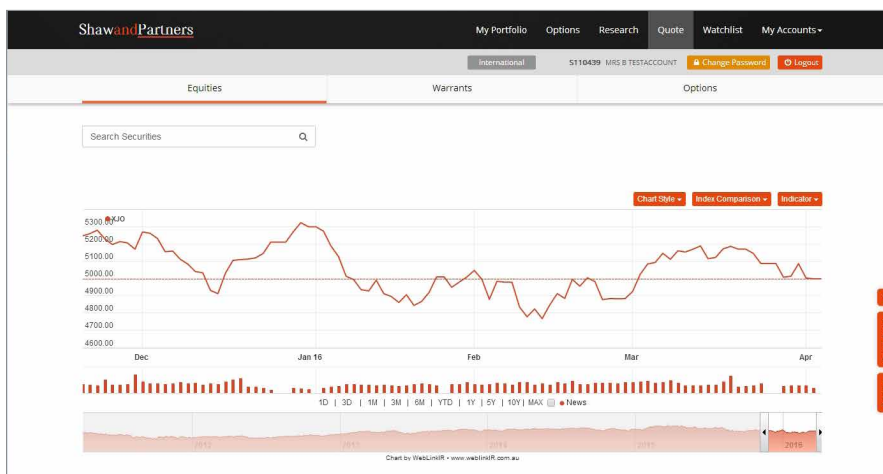 ShawandPartners
My Portfolio Options Research Quote Watchlist My Accounts
International S110439 MRS B TESTACCOUNT Change Password Logout
Equities Warrants Options
Search Securities
Chart Style Index Comparison Indicator
XJO
5300.00
5200.00
5100.00
5000.00
4900.00
4800.00
4700.00
4600.00
Dec Jan 16 Feb Mar Apr
1D | 3D | 1M | 3M | 6M | YTD | 1Y | 5Y | 10Y | MAX News
2012 2013 2014 2015 2016
Chart by WebLinkIR - www.weblinkIR.com.au